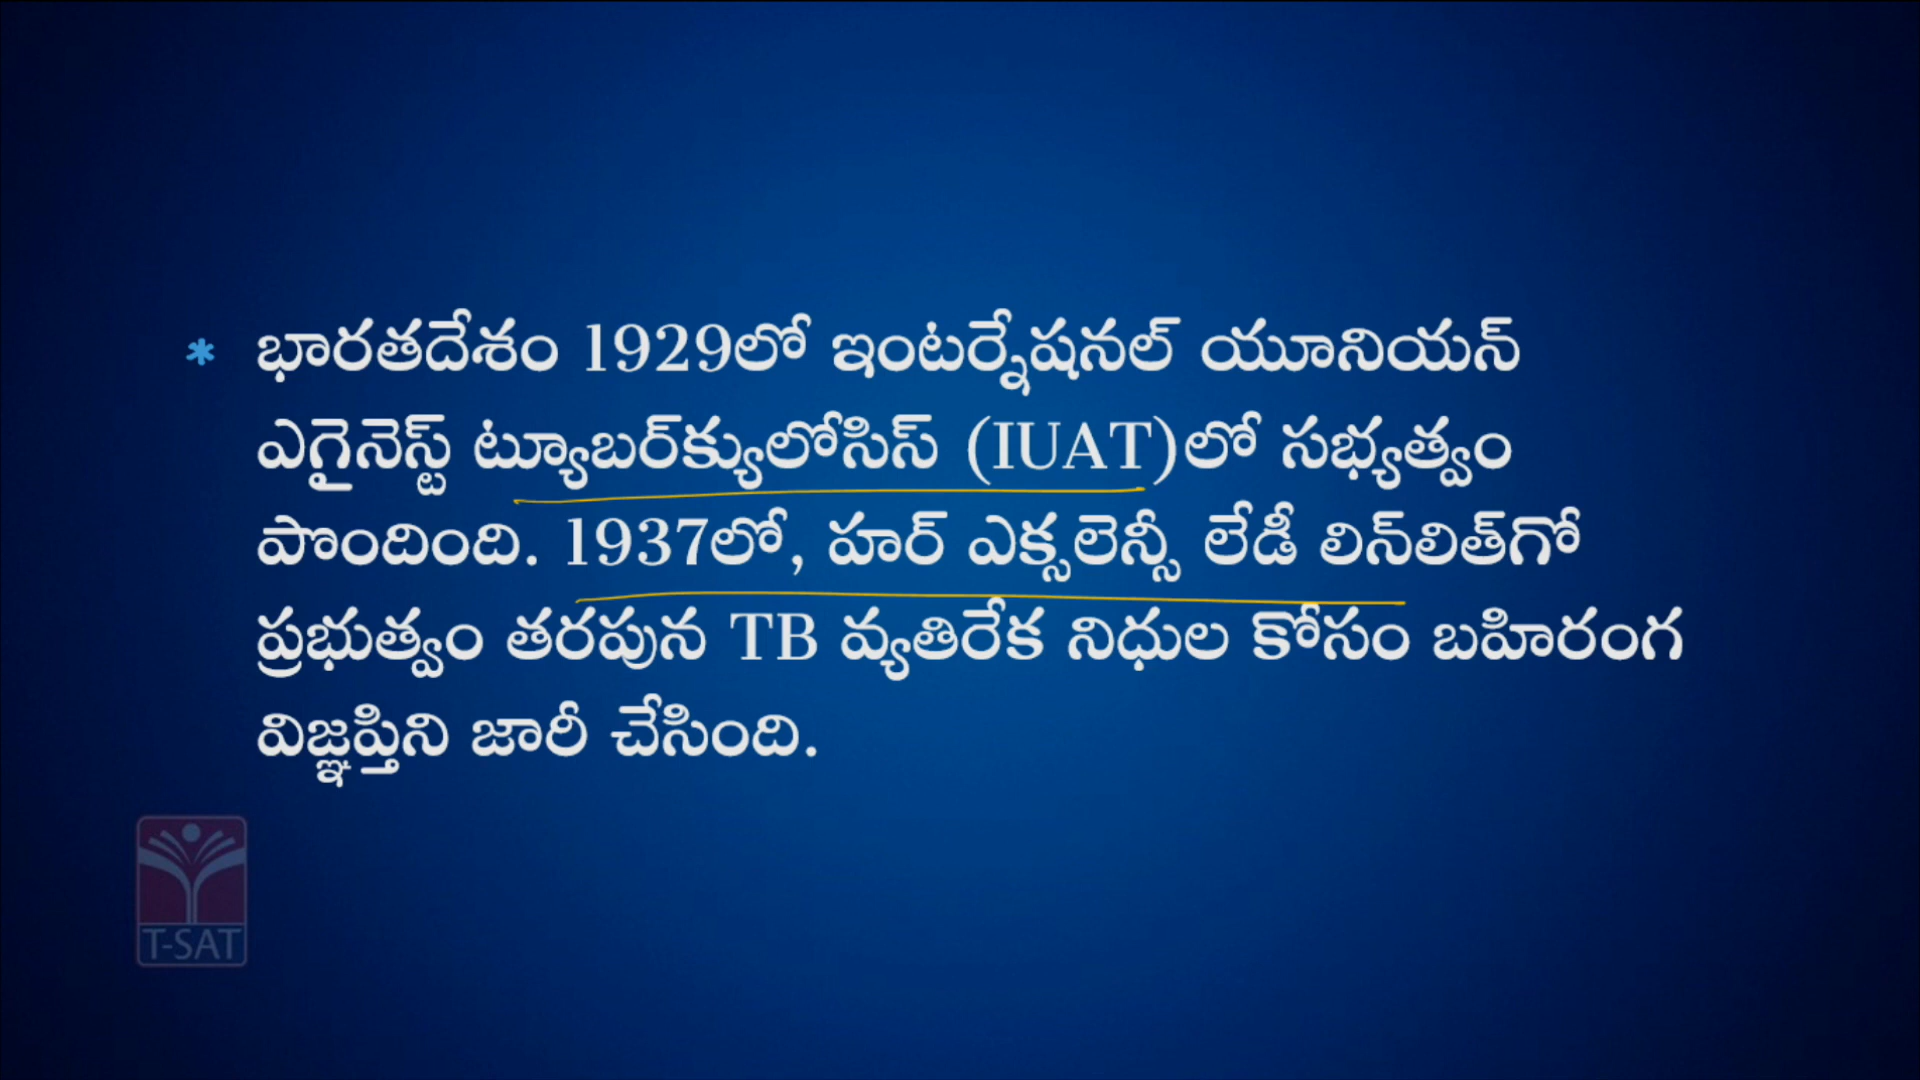 * భారతదేశం 1929లో ఇంటర్నేషనల్ యూనియన్
ఎగైనెస్ట్ ట్యూబర్‌క్యులోసిస్ (IUAT)లో సభ్యత్వం
పొందింది. 1937లో, హర్ ఎక్సలెన్సీ లేడీ లిన్‌లిత్‌గో
ప్రభుత్వం తరపున TB వ్యతిరేక నిధుల కోసం బహిరంగ
విజ్ఞప్తిని జారీ చేసింది.
T-SAT